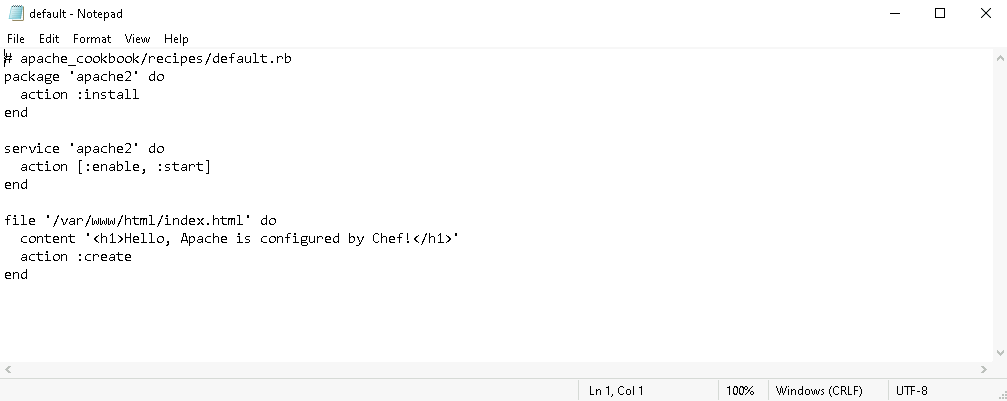 default - Notepad
File Edit Format View Help
# apache_cookbook/recipes/default.rb
package 'apache2' do
  action :install
end

service 'apache2' do
  action [:enable, :start]
end

file '/var/www/html/index.html' do
  content '<h1>Hello, Apache is configured by Chef!</h1>'
  action :create
end
Ln 1, Col 1 100% Windows (CRLF) UTF-8